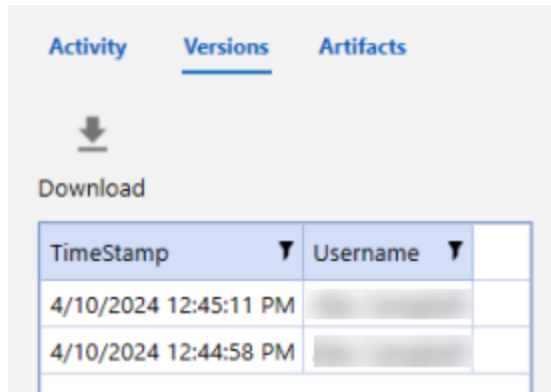 Activity Versions Artifacts
Download
TimeStamp Username
4/10/2024 12:45:11 PM
4/10/2024 12:44:58 PM